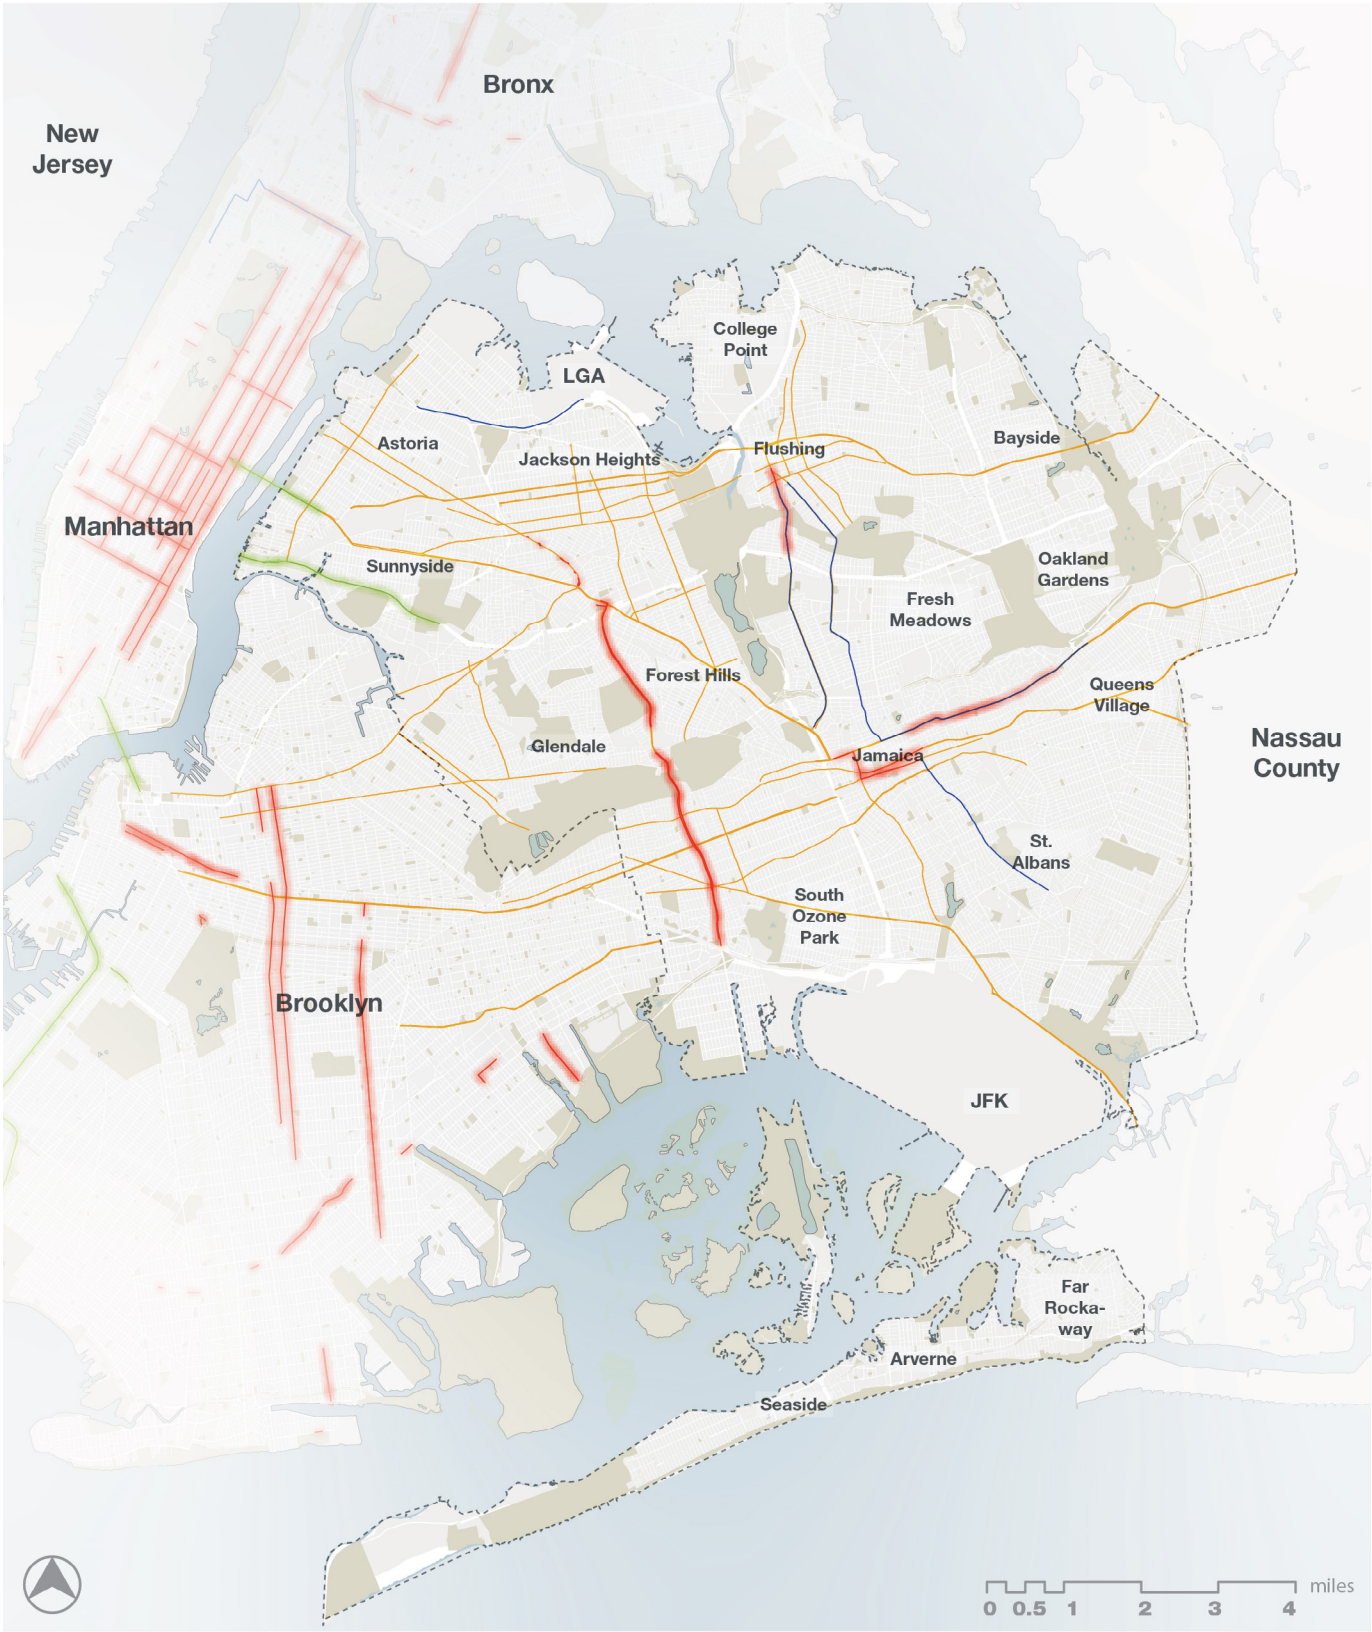 Bronx
New
Jersey
College
Point
LGA
Astoria
Bayside
Flushing
Jackson Heights
Manhattan
Sunnyside
Oakland
Gardens
Fresh
Meadows
Forest Hills
Queens
Village
Glendale
Jamaica
Nassau
County
St.
Albans
South
Ozone
Park
Brooklyn
JFK
Far
Rocka-
way
Arverne
Seaside
miles
0 0.5 1 2 3 4